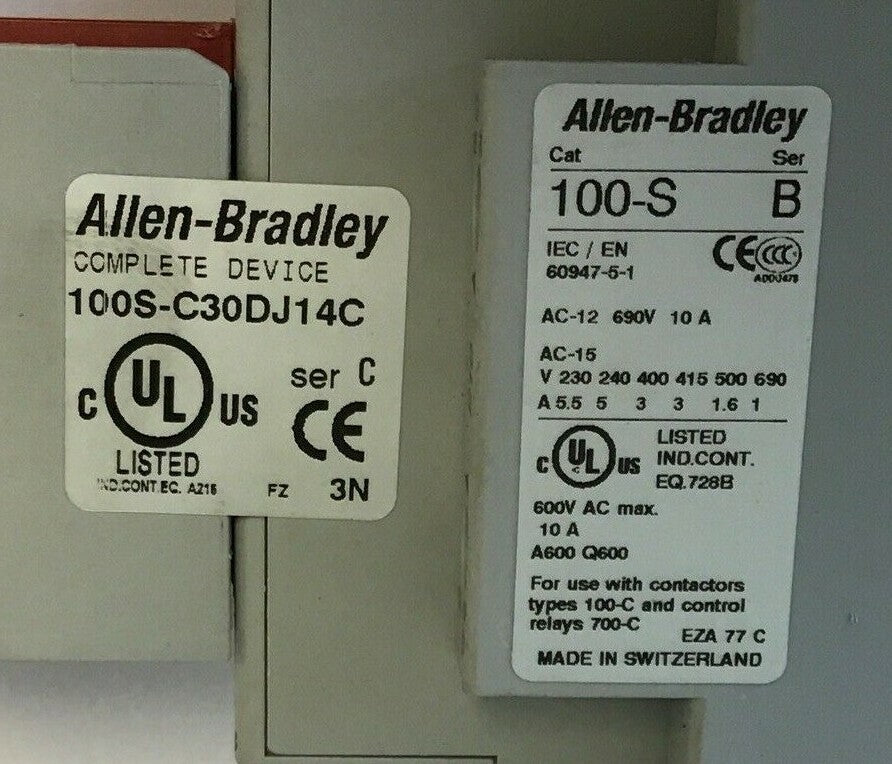 Allen-Bradley
COMPLETE DEVICE
100S-C30DJ14C
ser C
C UL US
CE
LISTED
IND.CONT.EC. AZ16 FZ 3N
Allen-Bradley
Cat Ser
100-S B
IEC / EN
60947-5-1
CE CCC
AC-12 690V 10 A
AC-15
V 230 240 400 415 500 690
A 5.5 5 3 3 1.6 1
C UL US
LISTED
IND.CONT.
EQ.728B
600V AC max.
10 A
A600 Q600
For use with contactors
types 100-C and control
relays 700-C
EZA 77 C
MADE IN SWITZERLAND